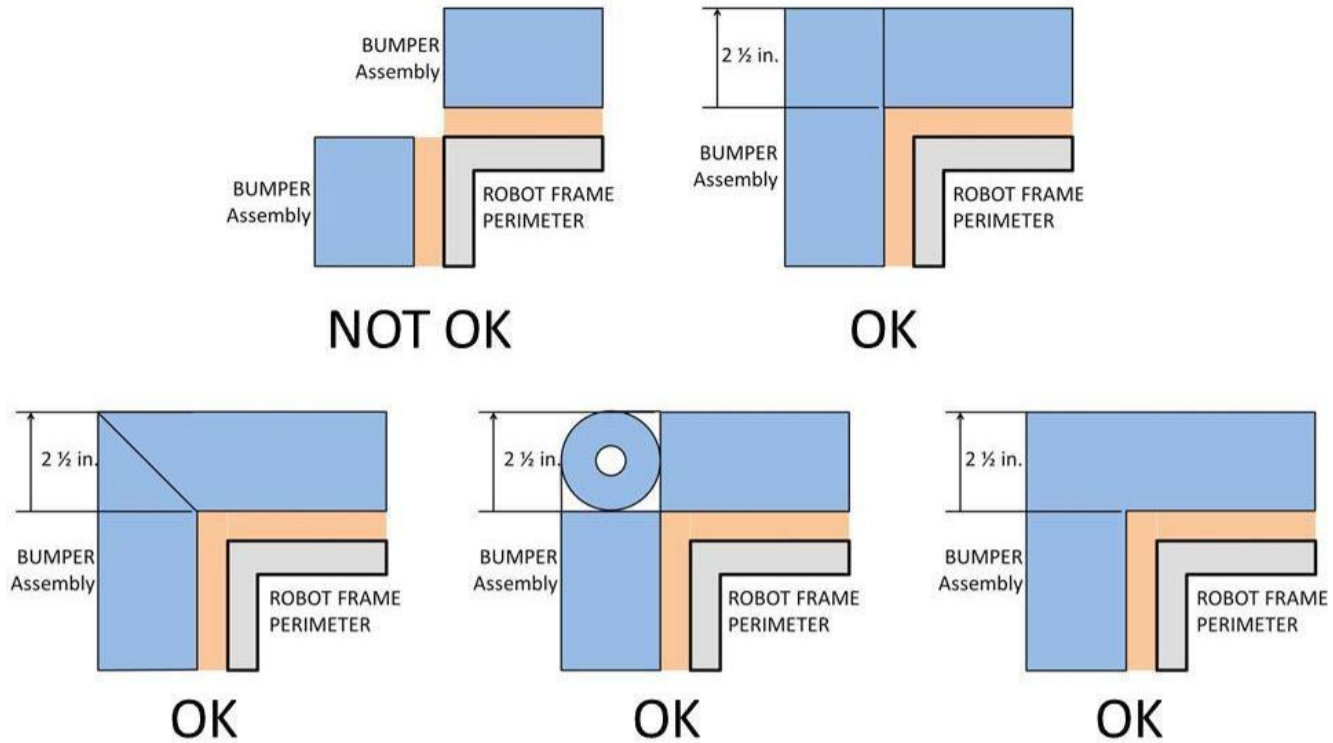 BUMPER
Assembly
BUMPER
Assembly
ROBOT FRAME
PERIMETER
NOT OK
2 ½ in.
BUMPER
Assembly
ROBOT FRAME
PERIMETER
OK
2 ½ in.
BUMPER
Assembly
ROBOT FRAME
PERIMETER
OK
2 ½ in.
BUMPER
Assembly
ROBOT FRAME
PERIMETER
OK
2 ½ in.
BUMPER
Assembly
ROBOT FRAME
PERIMETER
OK